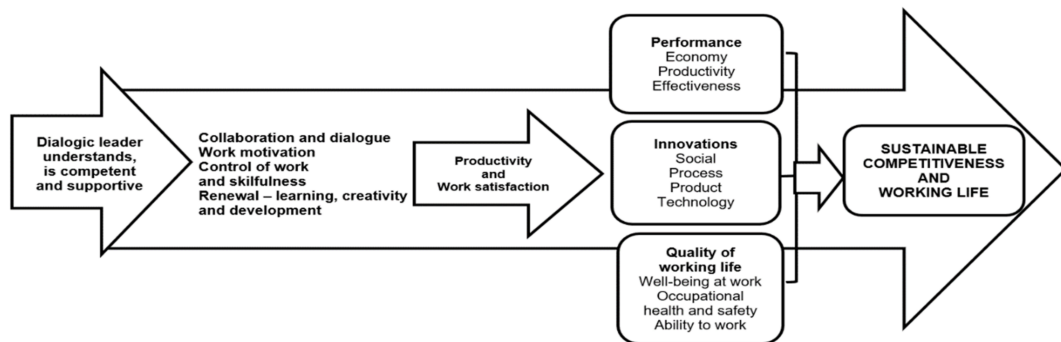 Dialogic leader
understands,
is competent
and supportive
Collaboration and dialogue
Work motivation
Control of work
and skilfulness
Renewal – learning, creativity
and development
Productivity
and
Work satisfaction
Performance
Economy
Productivity
Effectiveness
Innovations
Social
Process
Product
Technology
Quality of
working life
Well-being at work
Occupational
health and safety
Ability to work
SUSTAINABLE
COMPETITIVENESS
AND
WORKING LIFE